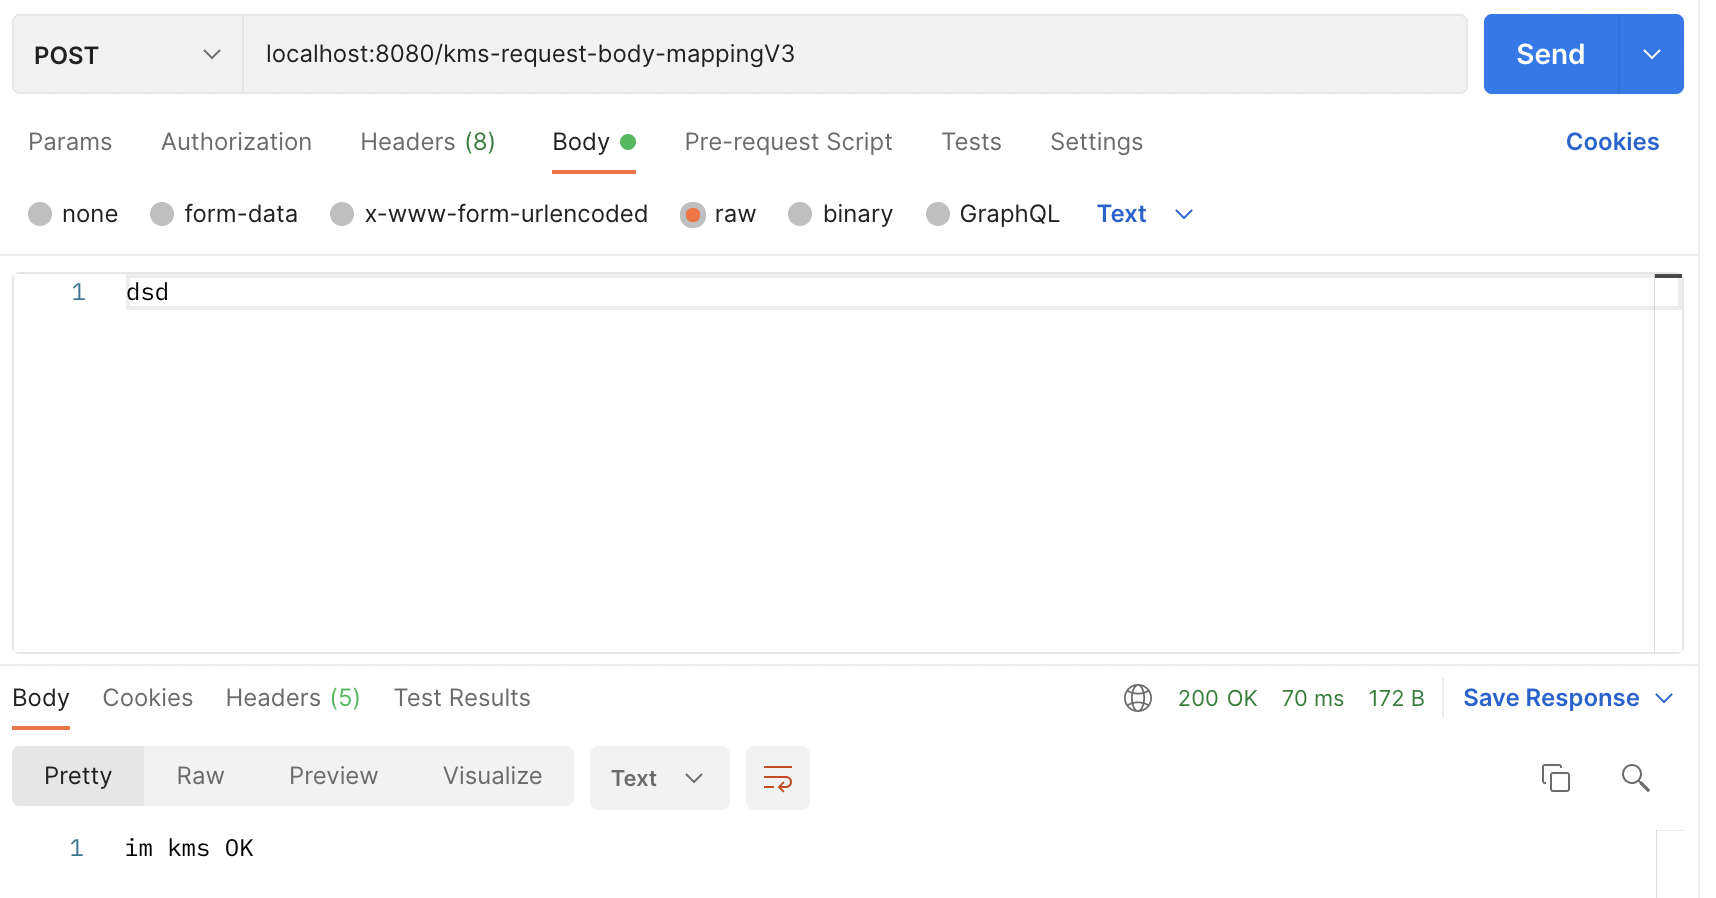 POST localhost:8080/kms-request-body-mappingV3 Send
Params Authorization Headers (8) Body Pre-request Script Tests Settings Cookies
none form-data x-www-form-urlencoded raw binary GraphQL Text
1 dsd
Body Cookies Headers (5) Test Results 200 OK 70 ms 172 B Save Response
Pretty Raw Preview Visualize Text
1 im kms OK